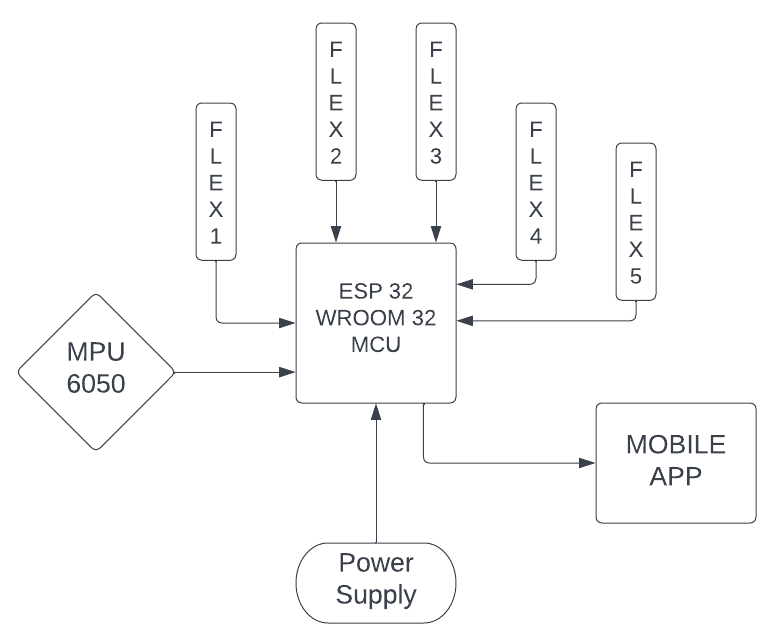 F
L
E
X
1
F
L
E
X
2
F
L
E
X
3
F
L
E
X
4
F
L
E
X
5
ESP 32
WROOM 32
MCU
MPU
6050
MOBILE
APP
Power
Supply